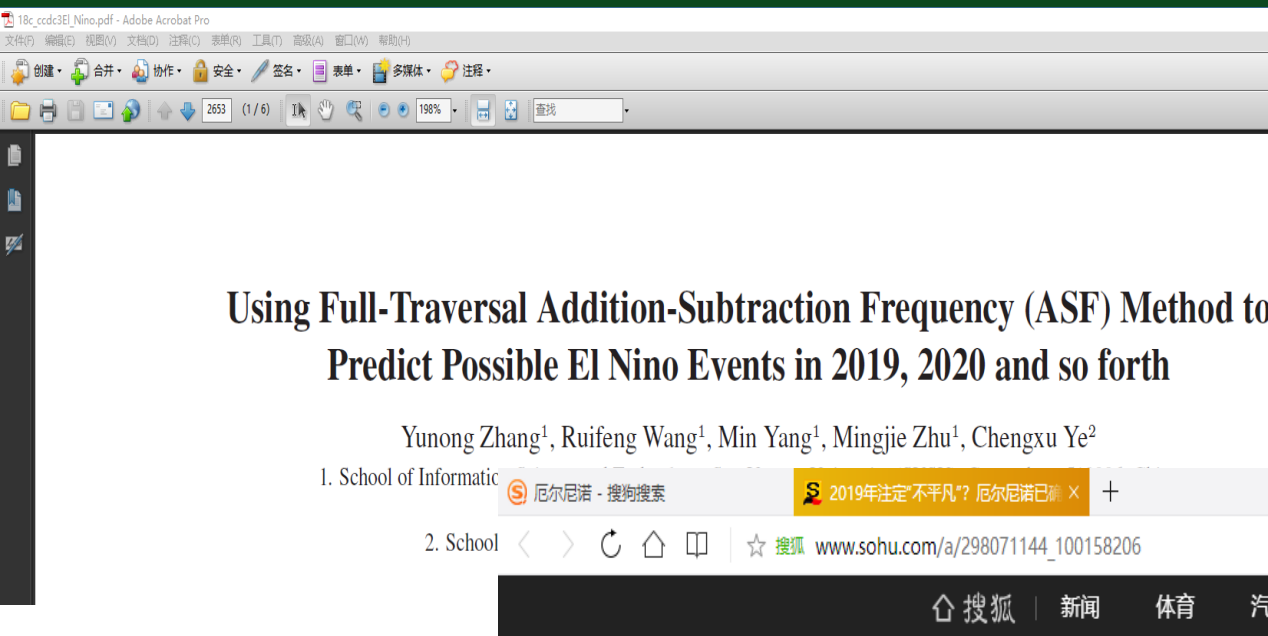 18c_ccdc3El_Nino.pdf - Adobe Acrobat Pro
文件(F) 编辑(E) 视图(V) 文档(D) 注释(C) 表单(R) 工具(T) 高级(A) 窗口(W) 帮助(H)
创建 合并 协作 安全 签名 表单 多媒体 注释
2653 (1 / 6) 198% 查找
Using Full-Traversal Addition-Subtraction Frequency (ASF) Method to
Predict Possible El Nino Events in 2019, 2020 and so forth
Yunong Zhang1, Ruifeng Wang1, Min Yang1, Mingjie Zhu1, Chengxu Ye2
1. School of Informatic
厄尔尼诺 - 搜狗搜索 2019年注定"不平凡"？厄尔尼诺已确
2. School
搜狐 www.sohu.com/a/298071144_100158206
搜狐 新闻 体育 汽